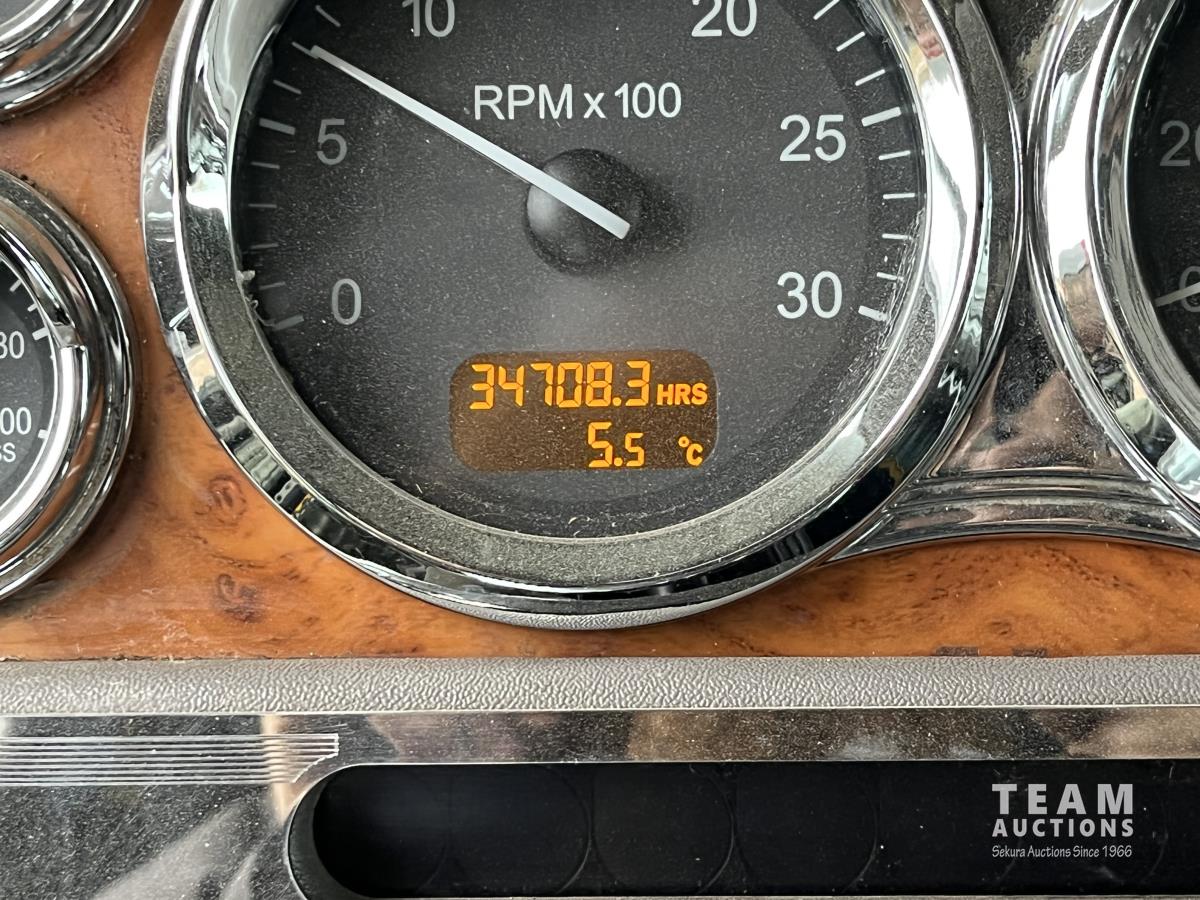 10
20
RPM x 100
5
25
0
30
34708.3 HRS
5.5 °C
TEAM
AUCTIONS
Sekura Auctions Since 1966